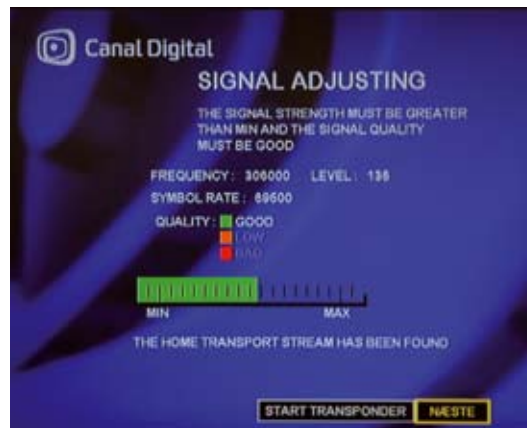 Canal Digital
SIGNAL ADJUSTING
THE SIGNAL STRENGTH MUST BE GREATER
THAN MIN AND THE SIGNAL QUALITY
MUST BE GOOD
FREQUENCY: 306000 LEVEL: 136
SYMBOL RATE: 69500
QUALITY: GOOD
LOW
BAD
MIN MAX
THE HOME TRANSPORT STREAM HAS BEEN FOUND
START TRANSPONDER NÆSTE